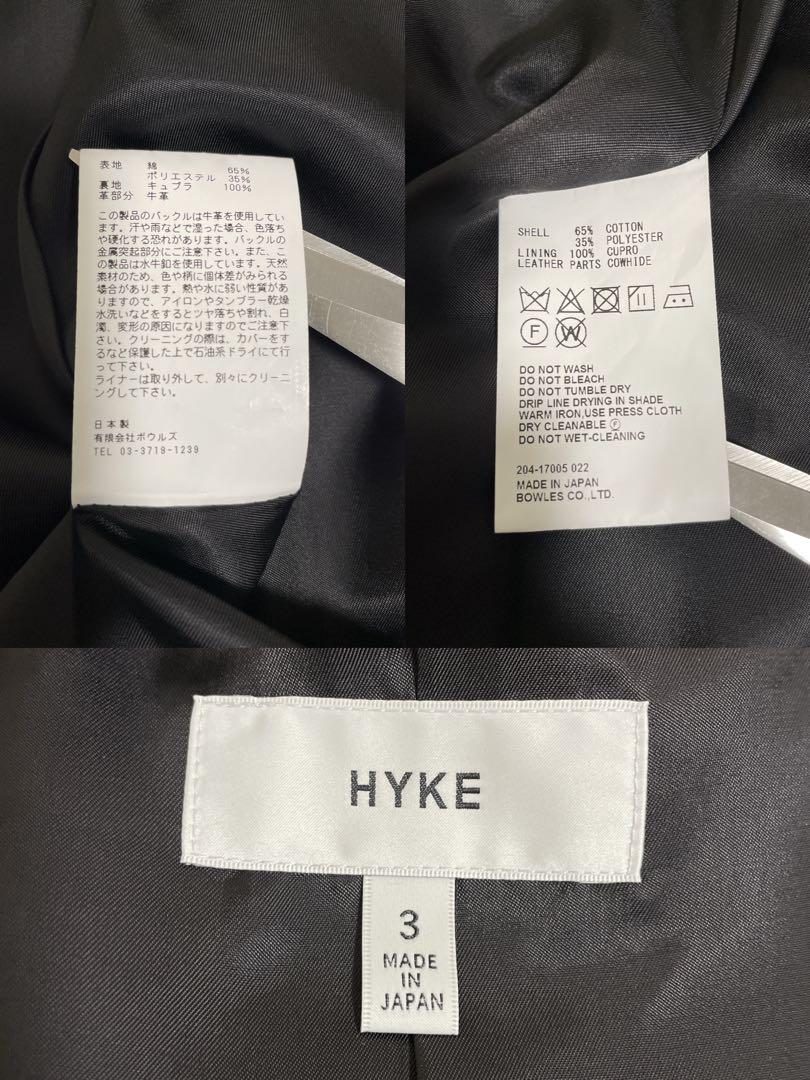 表地 綿 65%
ポリエステル 35%
裏地 キュプラ 100%
革部分 牛革
この製品のバックルは牛革を使用してい
ます。汗や雨などで湿った場合、色落ち
や硬化する恐れがあります。バックルの
金属突起部分にご注意下さい。また、こ
の製品は水牛釦を使用しています。天然
素材のため、色や柄に個体差がみられる
場合があります。熱や水に弱い性質があ
りますので、アイロンやタンブラー乾燥
水洗いなどをするとツヤ落ちや割れ、白
濁、変形の原因になりますのでご注意下
さい。クリーニングの際は、カバーをす
るなど保護した上で石油系ドライにて行
って下さい。
ライナーは取り外して、別々にクリーニ
ングして下さい。
日本製
有限会社ボウルズ
TEL 03-3719-1239
SHELL 65% COTTON
35% POLYESTER
LINING 100% CUPRO
LEATHER PARTS COWHIDE
F W
DO NOT WASH
DO NOT BLEACH
DO NOT TUMBLE DRY
DRIP LINE DRYING IN SHADE
WARM IRON,USE PRESS CLOTH
DRY CLEANABLE Ⓕ
DO NOT WET-CLEANING
204-17005 022
MADE IN JAPAN
BOWLES CO.,LTD.
HYKE
3
MADE
IN
JAPAN